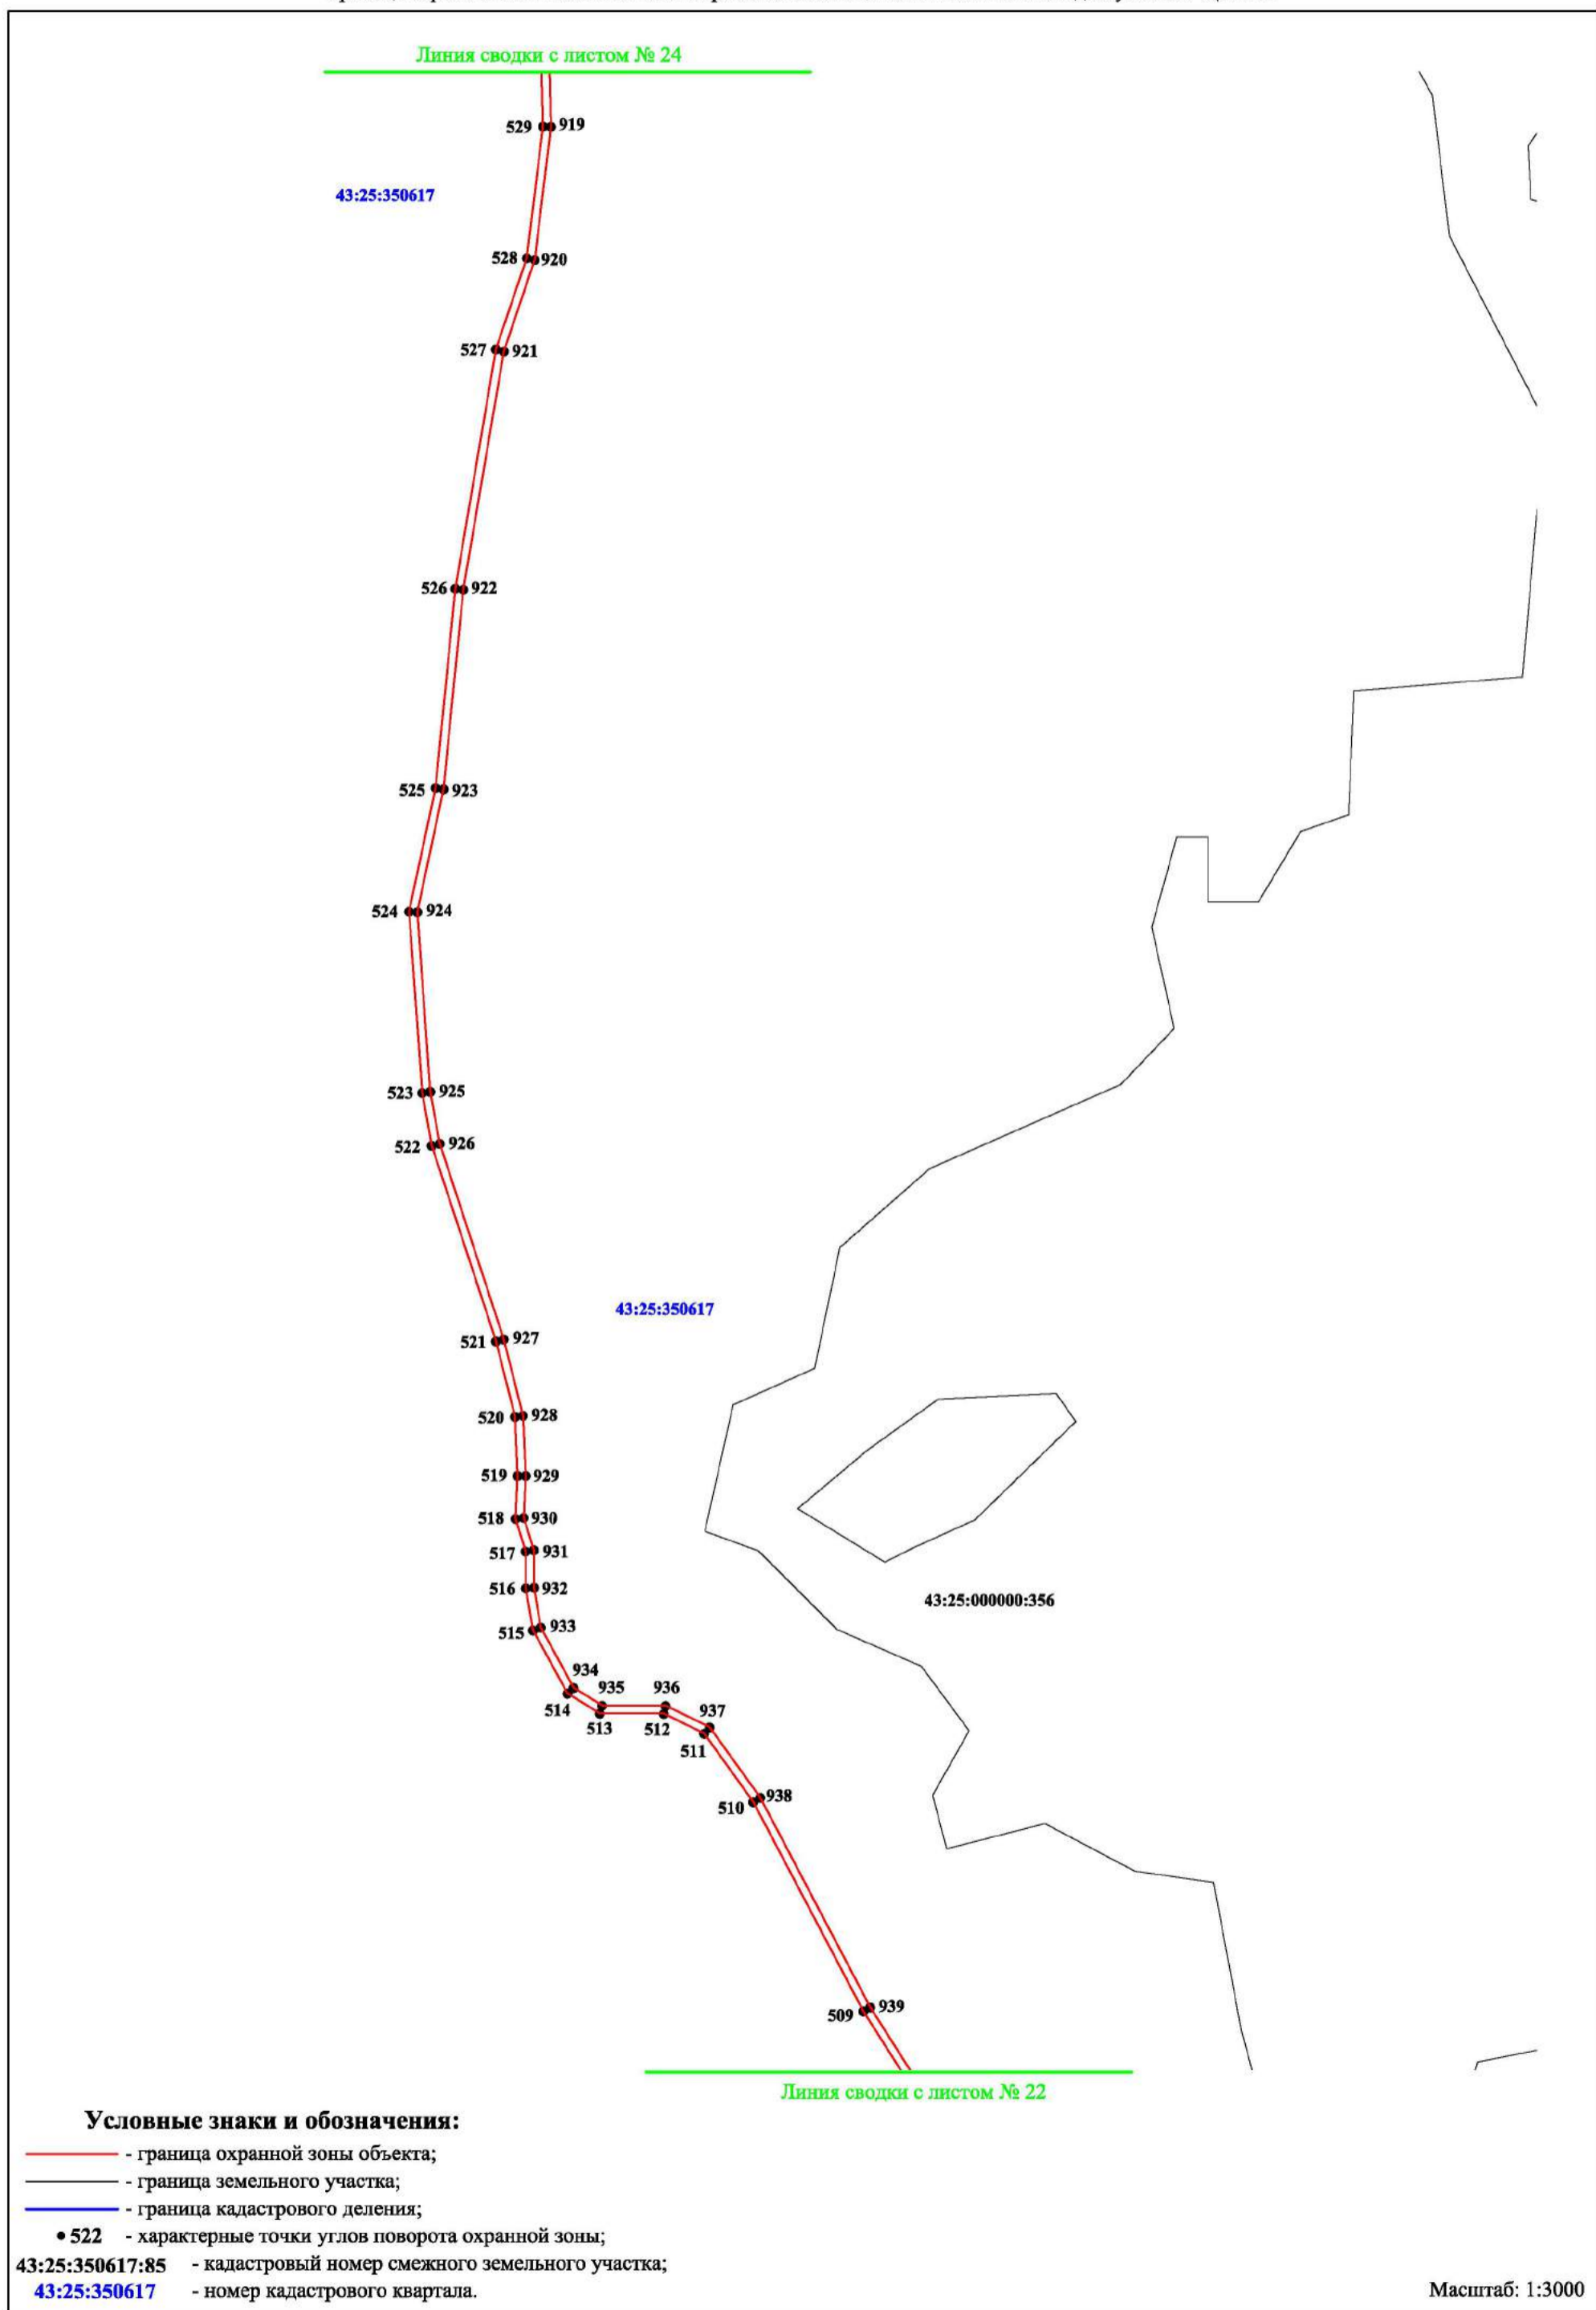 Линия сводки с листом № 24
529 919
43:25:350617
528 920
527 921
526 922
525 923
524 924
523 925
522 926
43:25:350617
521 927
520 928
519 929
518 930
517 931
516 932
43:25:000000:356
515 933
934
935 936
514
937
513 512
511
938
510
939
509
Линия сводки с листом № 22
Условные знаки и обозначения:
- граница охранной зоны объекта;
- граница земельного участка;
- граница кадастрового деления;
522 - характерные точки углов поворота охранной зоны;
43:25:350617:85 - кадастровый номер смежного земельного участка;
43:25:350617 - номер кадастрового квартала.
Масштаб: 1:3000